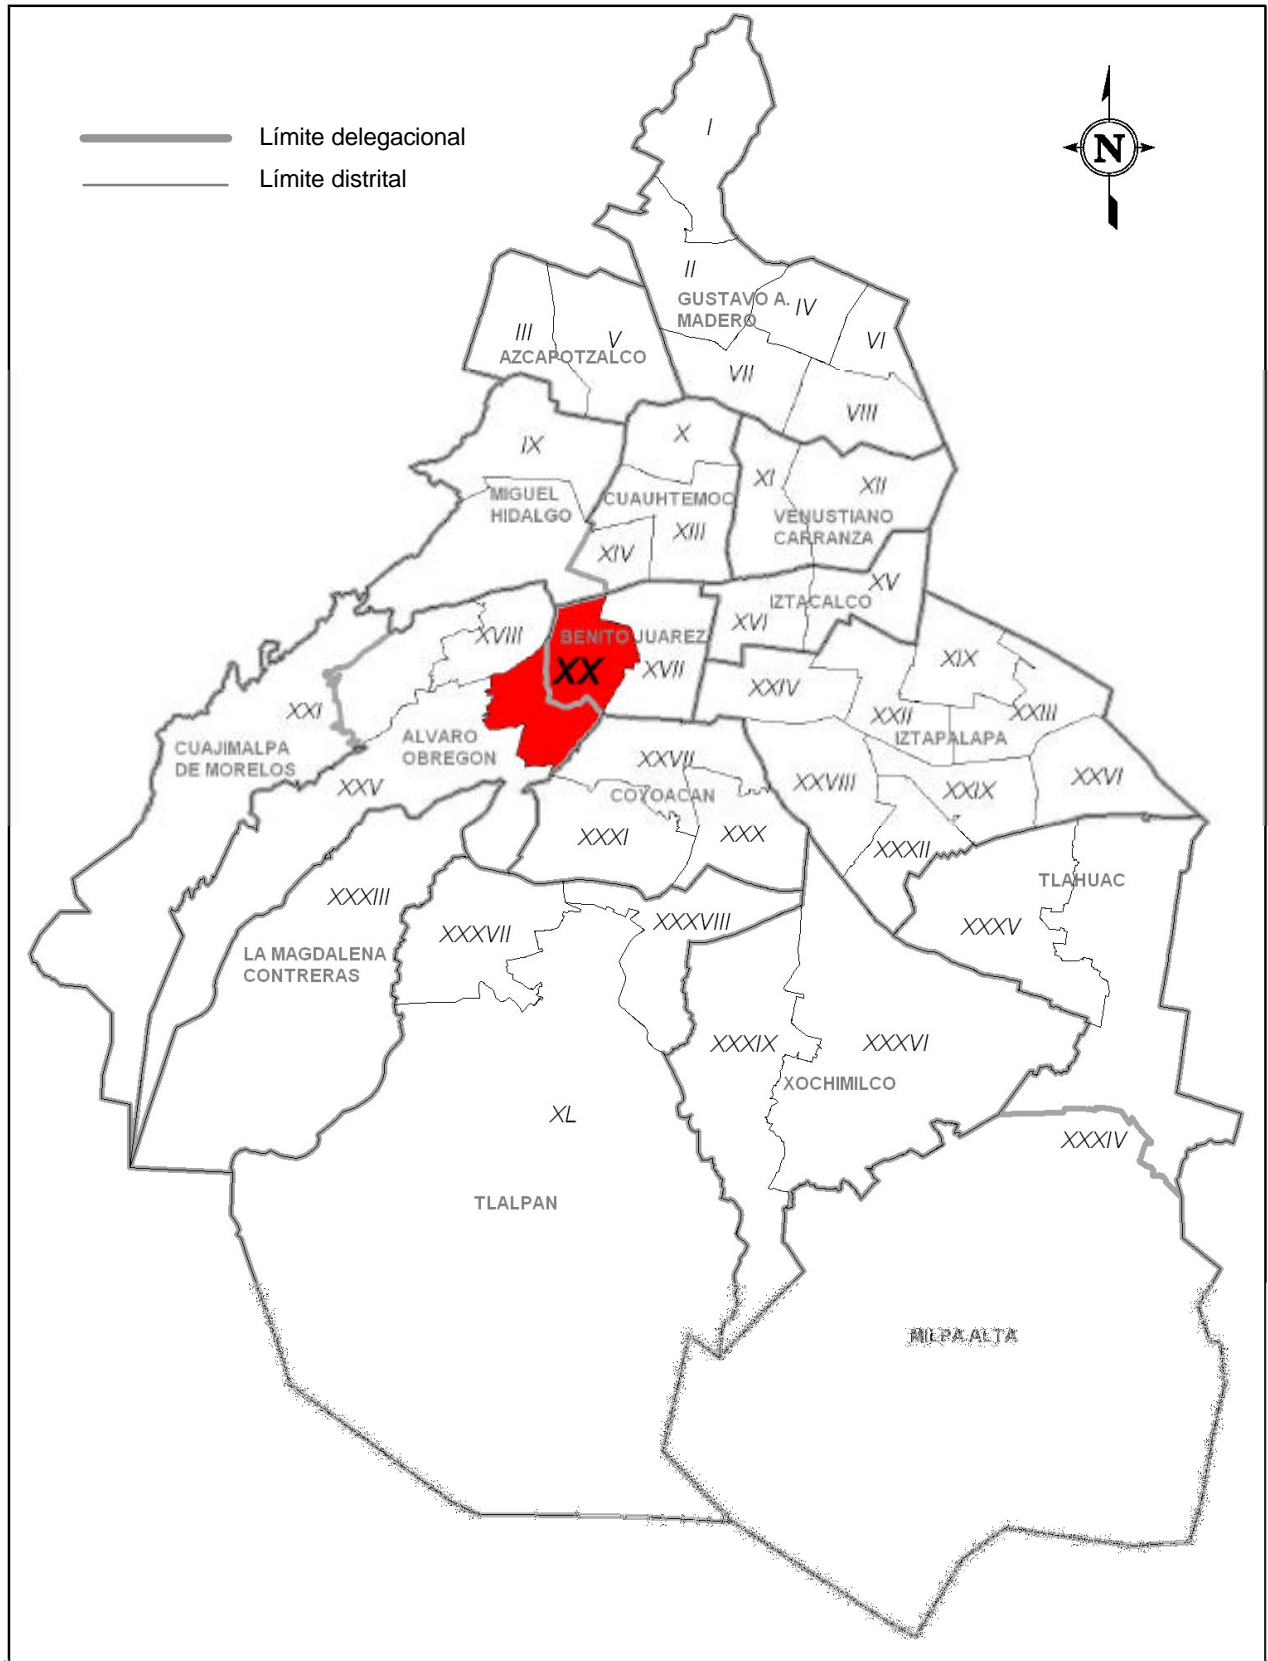 I
Límite delegacional
N
Límite distrital
II
GUSTAVO A.
MADERO
IV
III
V
VI
AZCAPOTZALCO
VII
VIII
X
IX
XI
XII
MIGUEL
HIDALGO
CUAUHTEMOC
XIII
VENUSTIANO
CARRANZA
XIV
XV
IZTACALCO
XVI
XVIII
BENITO JUAREZ
XX
XVII
XIX
XXIV
XXI
XXII
XXIII
IZTAPALAPA
CUAJIMALPA
DE MORELOS
ALVARO
OBREGON
XXV
XXVII
COYOACAN
XXVIII
XXIX
XXVI
XXXI
XXX
XXXII
TLAHUAC
XXXIII
XXXVII
XXXVIII
XXXV
LA MAGDALENA
CONTRERAS
XXXIX
XXXVI
XOCHIMILCO
XL
XXXIV
TLALPAN
MILPA ALTA